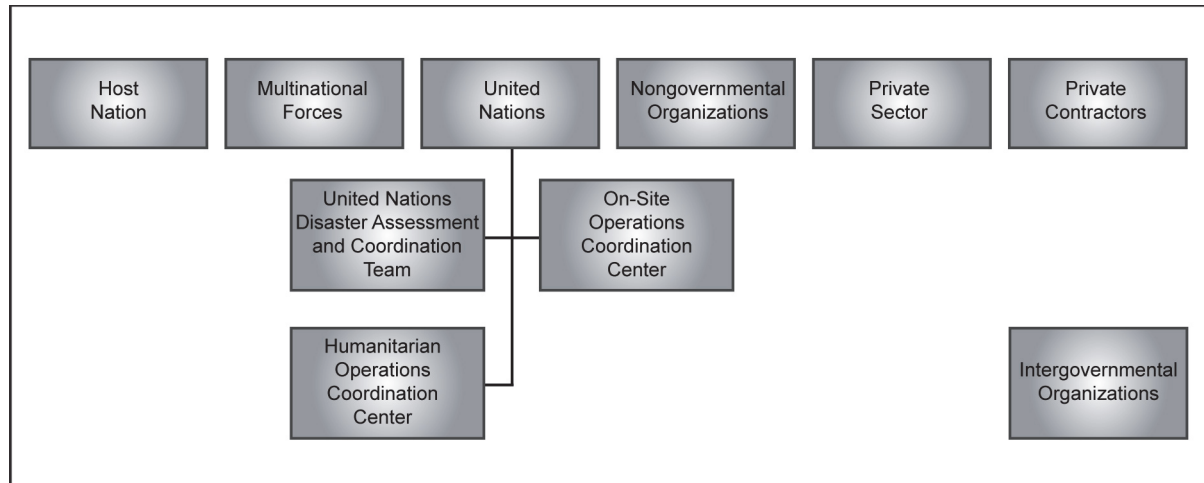 Host
Nation
Multinational
Forces
United
Nations
Nongovernmental
Organizations
Private
Sector
Private
Contractors
United Nations
Disaster Assessment
and Coordination
Team
On-Site
Operations
Coordination
Center
Humanitarian
Operations
Coordination
Center
Intergovernmental
Organizations